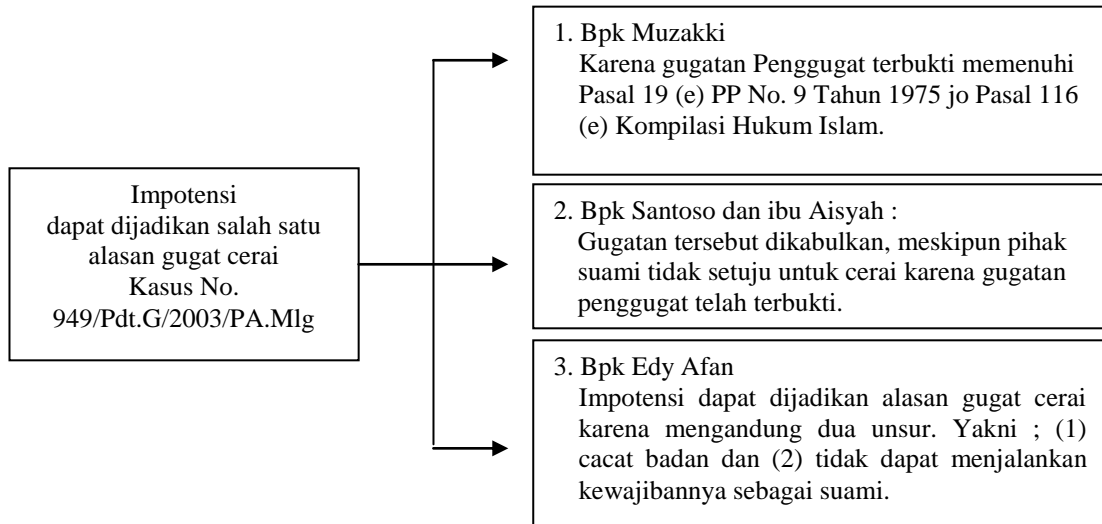 Impotensi
dapat dijadikan salah satu
alasan gugat cerai
Kasus No.
949/Pdt.G/2003/PA.Mlg
1. Bpk Muzakki
Karena gugatan Penggugat terbukti memenuhi
Pasal 19 (e) PP No. 9 Tahun 1975 jo Pasal 116
(e) Kompilasi Hukum Islam.
2. Bpk Santoso dan ibu Aisyah :
Gugatan tersebut dikabulkan, meskipun pihak
suami tidak setuju untuk cerai karena gugatan
penggugat telah terbukti.
3. Bpk Edy Afan
Impotensi dapat dijadikan alasan gugat cerai
karena mengandung dua unsur. Yakni ; (1)
cacat badan dan (2) tidak dapat menjalankan
kewajibannya sebagai suami.